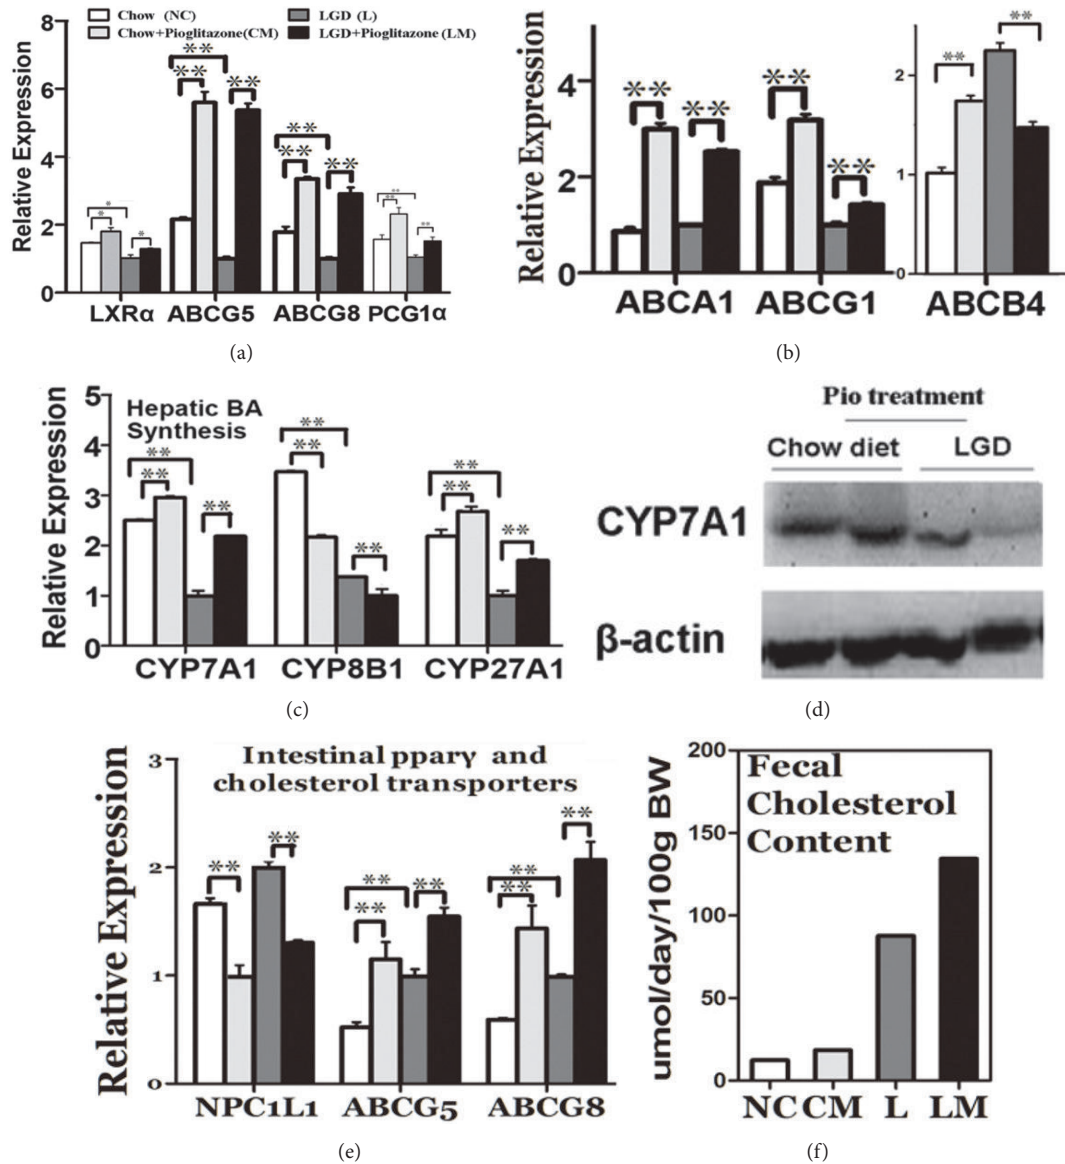 Chow (NC)
LGD (L)
Chow+Pioglitazone(CM)
LGD+Pioglitazone (LM)
Relative Expression
8
6
4
2
0
** ** ** ** ** **
* * * ** ** **
LXRα ABCG5 ABCG8 PCG1α
(a)
Relative Expression
4
2
0
** ** ** **
ABCA1 ABCG1
2
1
0
** **
ABCB4
(b)
Relative Expression
5
4
3
2
1
0
Hepatic BA
Synthesis
** ** ** ** ** ** ** ** **
CYP7A1 CYP8B1 CYP27A1
(c)
Pio treatment
Chow diet LGD
CYP7A1
β-actin
(d)
Relative Expression
3
2
1
0
Intestinal pparγ and
cholesterol transporters
** ** ** ** ** ** ** **
NPC1L1 ABCG5 ABCG8
(e)
umol/day/100g BW
200
150
100
50
0
Fecal
Cholesterol
Content
NC CM L LM
(f)